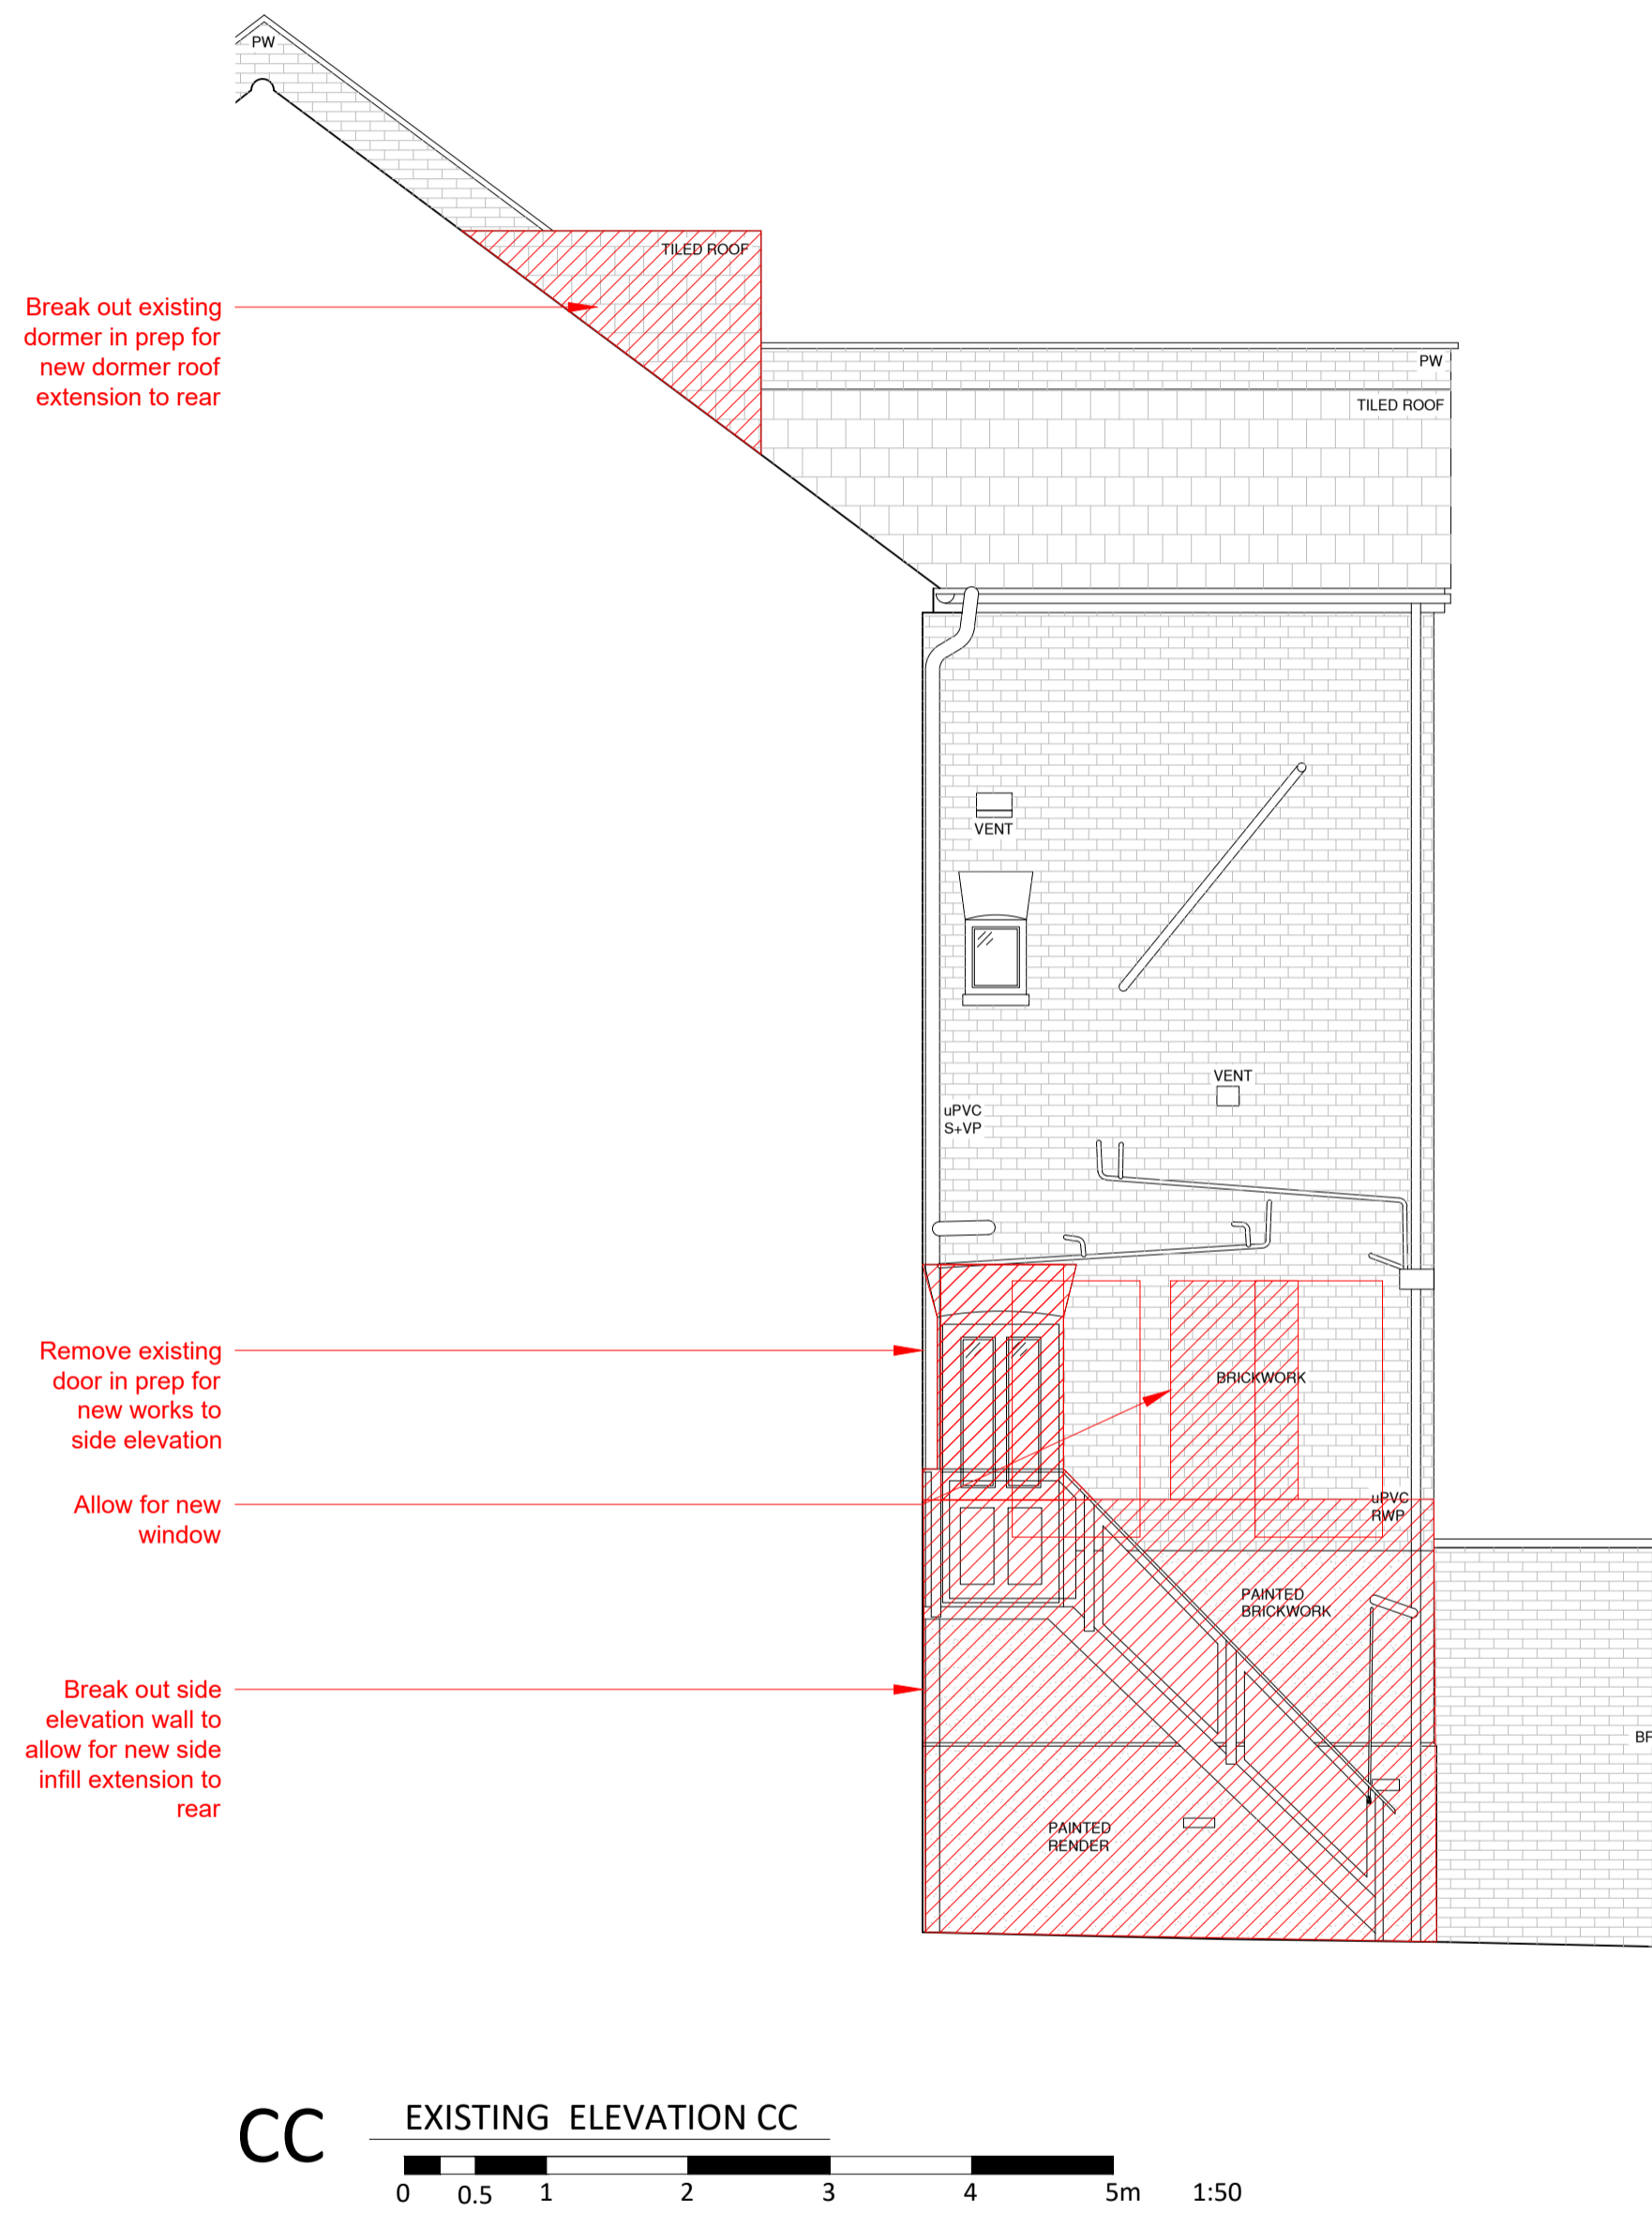 PW
TILED ROOF
Break out existing
dormer in prep for
new dormer roof
extension to rear
PW
TILED ROOF
VENT
VENT
uPVC
S+VP
Remove existing
door in prep for
new works to
side elevation
BRICKWORK
Allow for new
window
uPVC
RWP
PAINTED
BRICKWORK
Break out side
elevation wall to
allow for new side
infill extension to
rear
PAINTED
RENDER
CC
EXISTING ELEVATION CC
0 0.5 1 2 3 4 5m 1:50